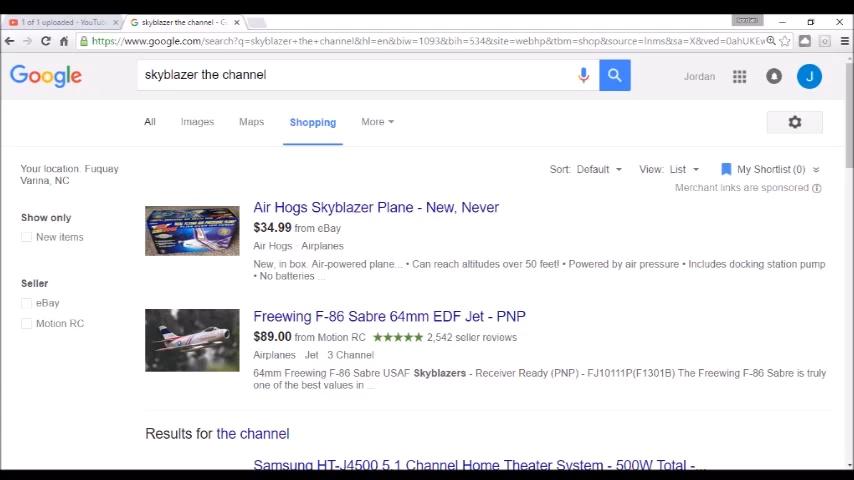 1 of 1 uploaded - YouTu
skyblazer the channel - G
Jordan
https://www.google.com/search?q=skyblazer+the+channel&hl=en&biw=1093&bih=534&site=webhp&tbm=shop&source=lnms&sa=X&ved=0ahUKEw
Google
skyblazer the channel
Jordan
J
All
Images
Maps
Shopping
More
Your location: Fuquay
Varina, NC
Sort: Default
View: List
My Shortlist (0)
Merchant links are sponsored
Show only
New items
Seller
eBay
Motion RC
Air Hogs Skyblazer Plane - New, Never
$34.99 from eBay
Air Hogs · Airplanes
New, in box. Air-powered plane... • Can reach altitudes over 50 feet! • Powered by air pressure • Includes docking station pump
• No batteries ...
Freewing F-86 Sabre 64mm EDF Jet - PNP
$89.00 from Motion RC ★★★★★ 2,542 seller reviews
Airplanes · Jet · 3 Channel
64mm Freewing F-86 Sabre USAF Skyblazers - Receiver Ready (PNP) - FJ10111P(F1301B) The Freewing F-86 Sabre is truly
one of the best values in ...
Results for the channel
Samsung HT-J4500 5.1 Channel Home Theater System - 500W Total -...